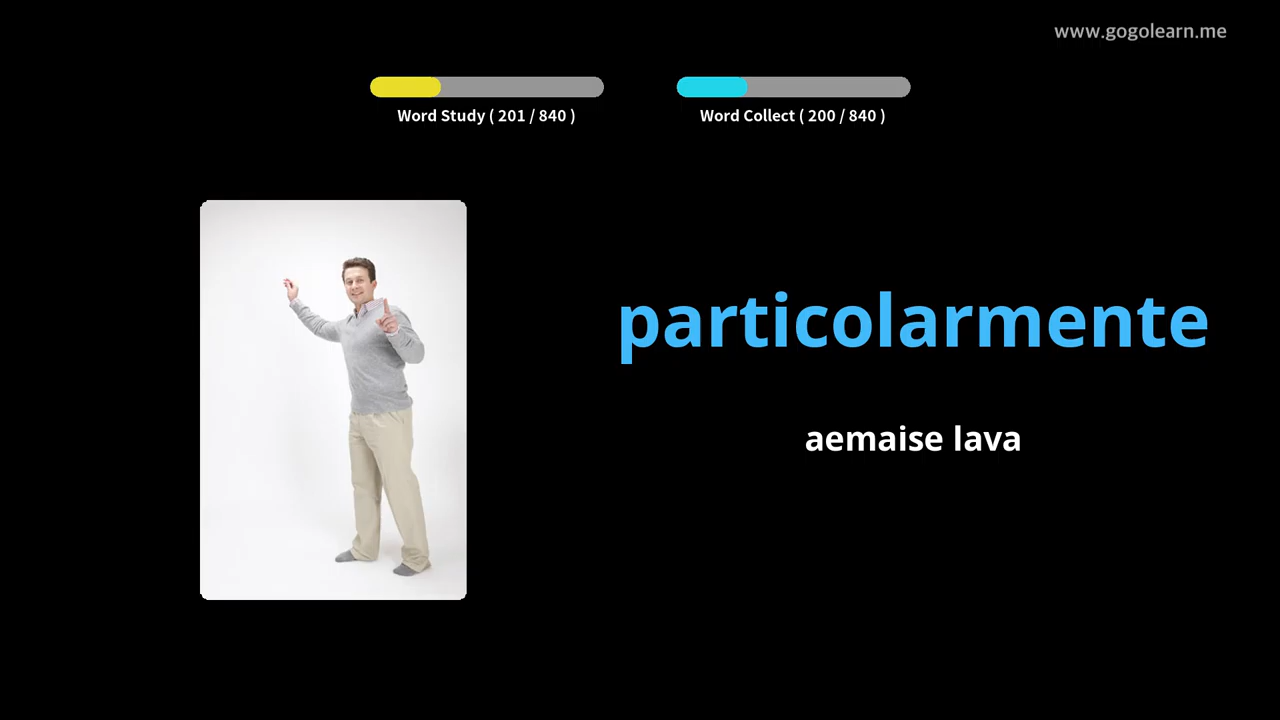 www.gogolearn.me
Word Study ( 201 / 840 )
Word Collect ( 200 / 840 )
particolarmente
aemaise lava